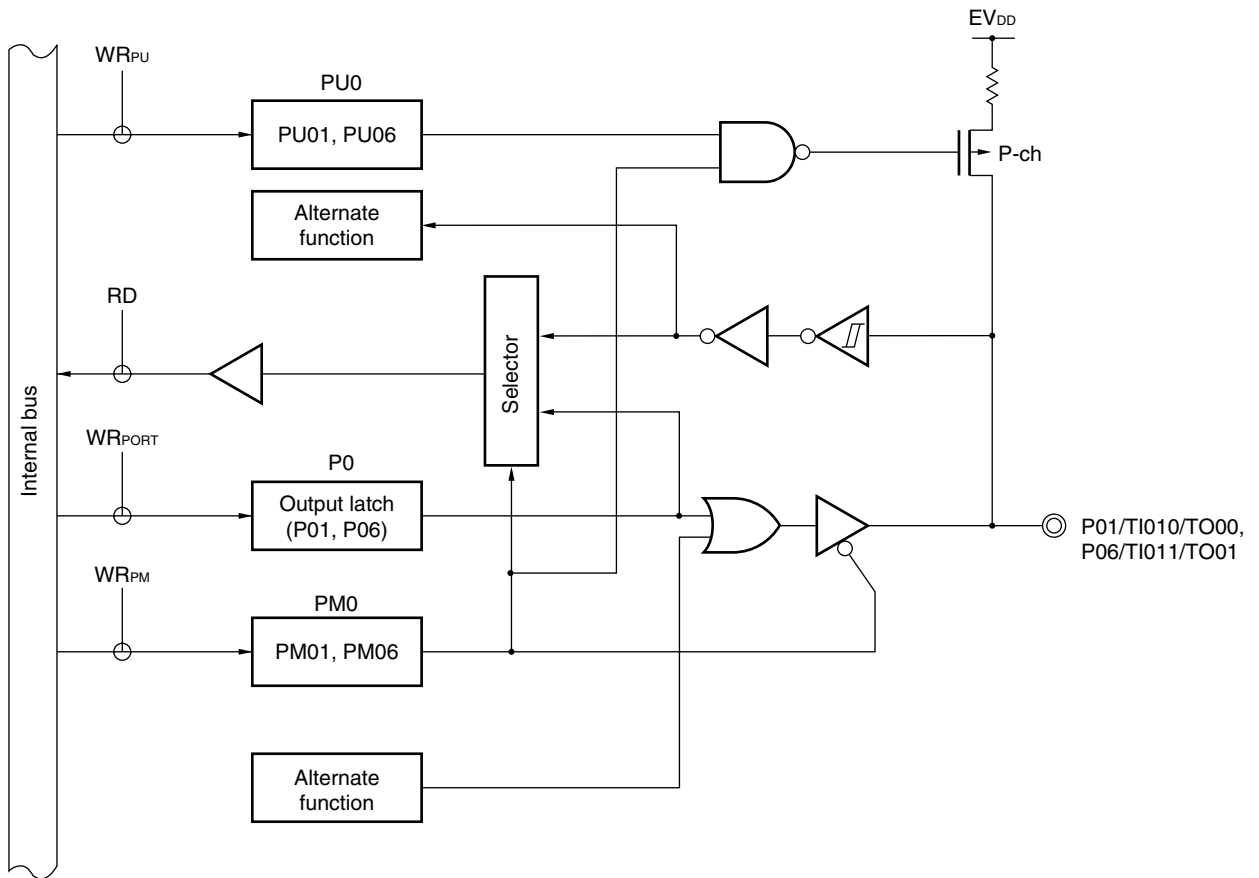 EVDD
WRPU
PU0
PU01, PU06
P-ch
Alternate
function
RD
Selector
Internal bus
WRPORT
P0
Output latch
(P01, P06)
P01/TI010/TO00,
P06/TI011/TO01
WRPM
PM0
PM01, PM06
Alternate
function